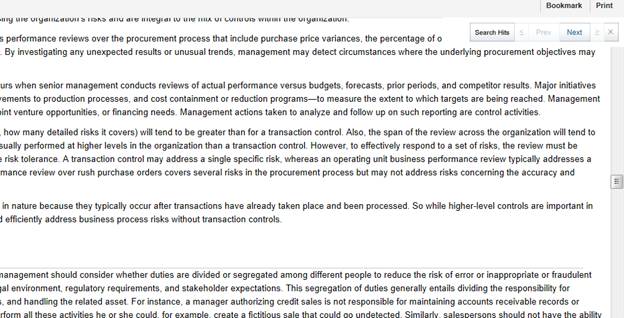 Bookmark Print
sing the organization's risks and are integral to the mix of controls within the organization.
Search Hits Prev Next
s performance reviews over the procurement process that include purchase price variances, the percentage of o
. By investigating any unexpected results or unusual trends, management may detect circumstances where the underlying procurement objectives may
urs when senior management conducts reviews of actual performance versus budgets, forecasts, prior periods, and competitor results. Major initiatives
vements to production processes, and cost containment or reduction programs—to measure the extent to which targets are being reached. Management
oint venture opportunities, or financing needs. Management actions taken to analyze and follow up on such reporting are control activities.
, how many detailed risks it covers) will tend to be greater than for a transaction control. Also, the span of the review across the organization will tend to
sually performed at higher levels in the organization than a transaction control. However, to effectively respond to a set of risks, the review must be
e risk tolerance. A transaction control may address a single specific risk, whereas an operating unit business performance review typically addresses a
mance review over rush purchase orders covers several risks in the procurement process but may not address risks concerning the accuracy and
in nature because they typically occur after transactions have already taken place and been processed. So while higher-level controls are important in
d efficiently address business process risks without transaction controls.
management should consider whether duties are divided or segregated among different people to reduce the risk of error or inappropriate or fraudulent
gal environment, regulatory requirements, and stakeholder expectations. This segregation of duties generally entails dividing the responsibility for
s, and handling the related asset. For instance, a manager authorizing credit sales is not responsible for maintaining accounts receivable records or
rform all these activities he or she could, for example, create a fictitious sale that could go undetected. Similarly, salespersons should not have the ability